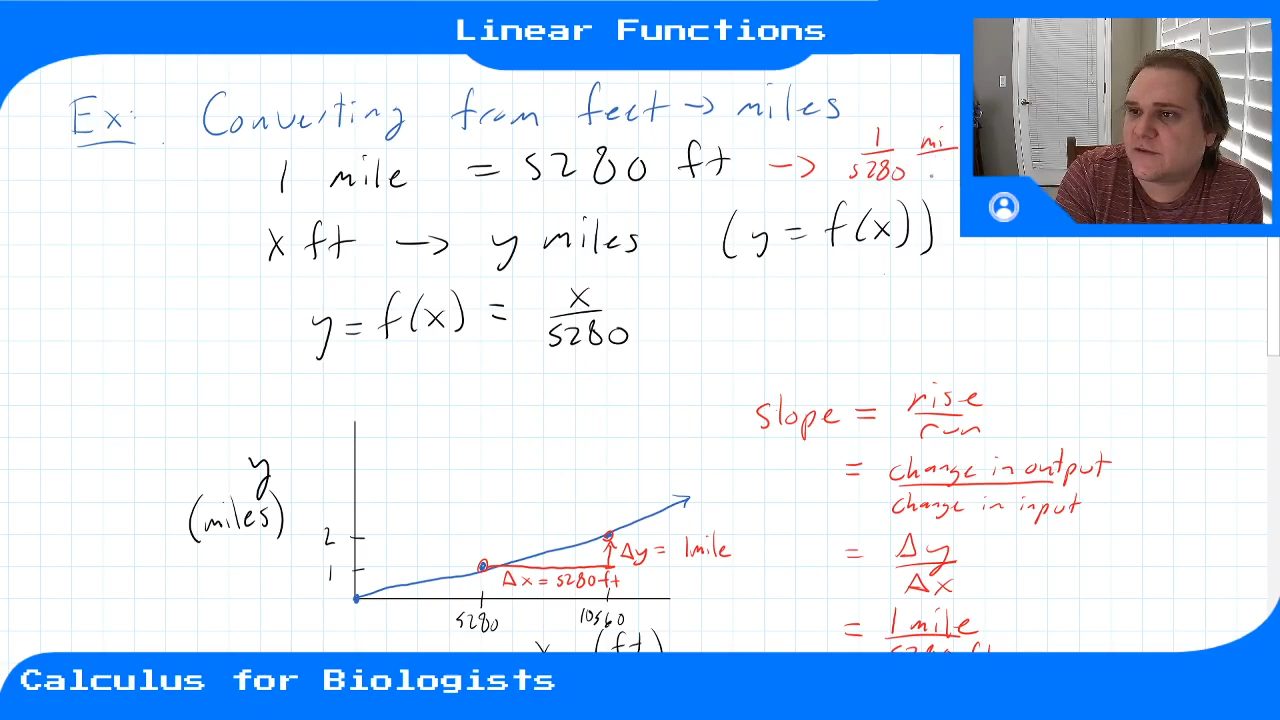 Linear Functions
Ex: Converting from feet → miles
1 mile = 5280 ft → 1/5280 mi
x ft → y miles (y = f(x))
y = f(x) = x/5280
slope = rise/run
= change in output/change in input
= Δy/Δx
= 1 mile/5280 ft
y
(miles)
2
1
Δy = 1 mile
Δx = 5280 ft
5280
10560
x (ft)
Calculus for Biologists